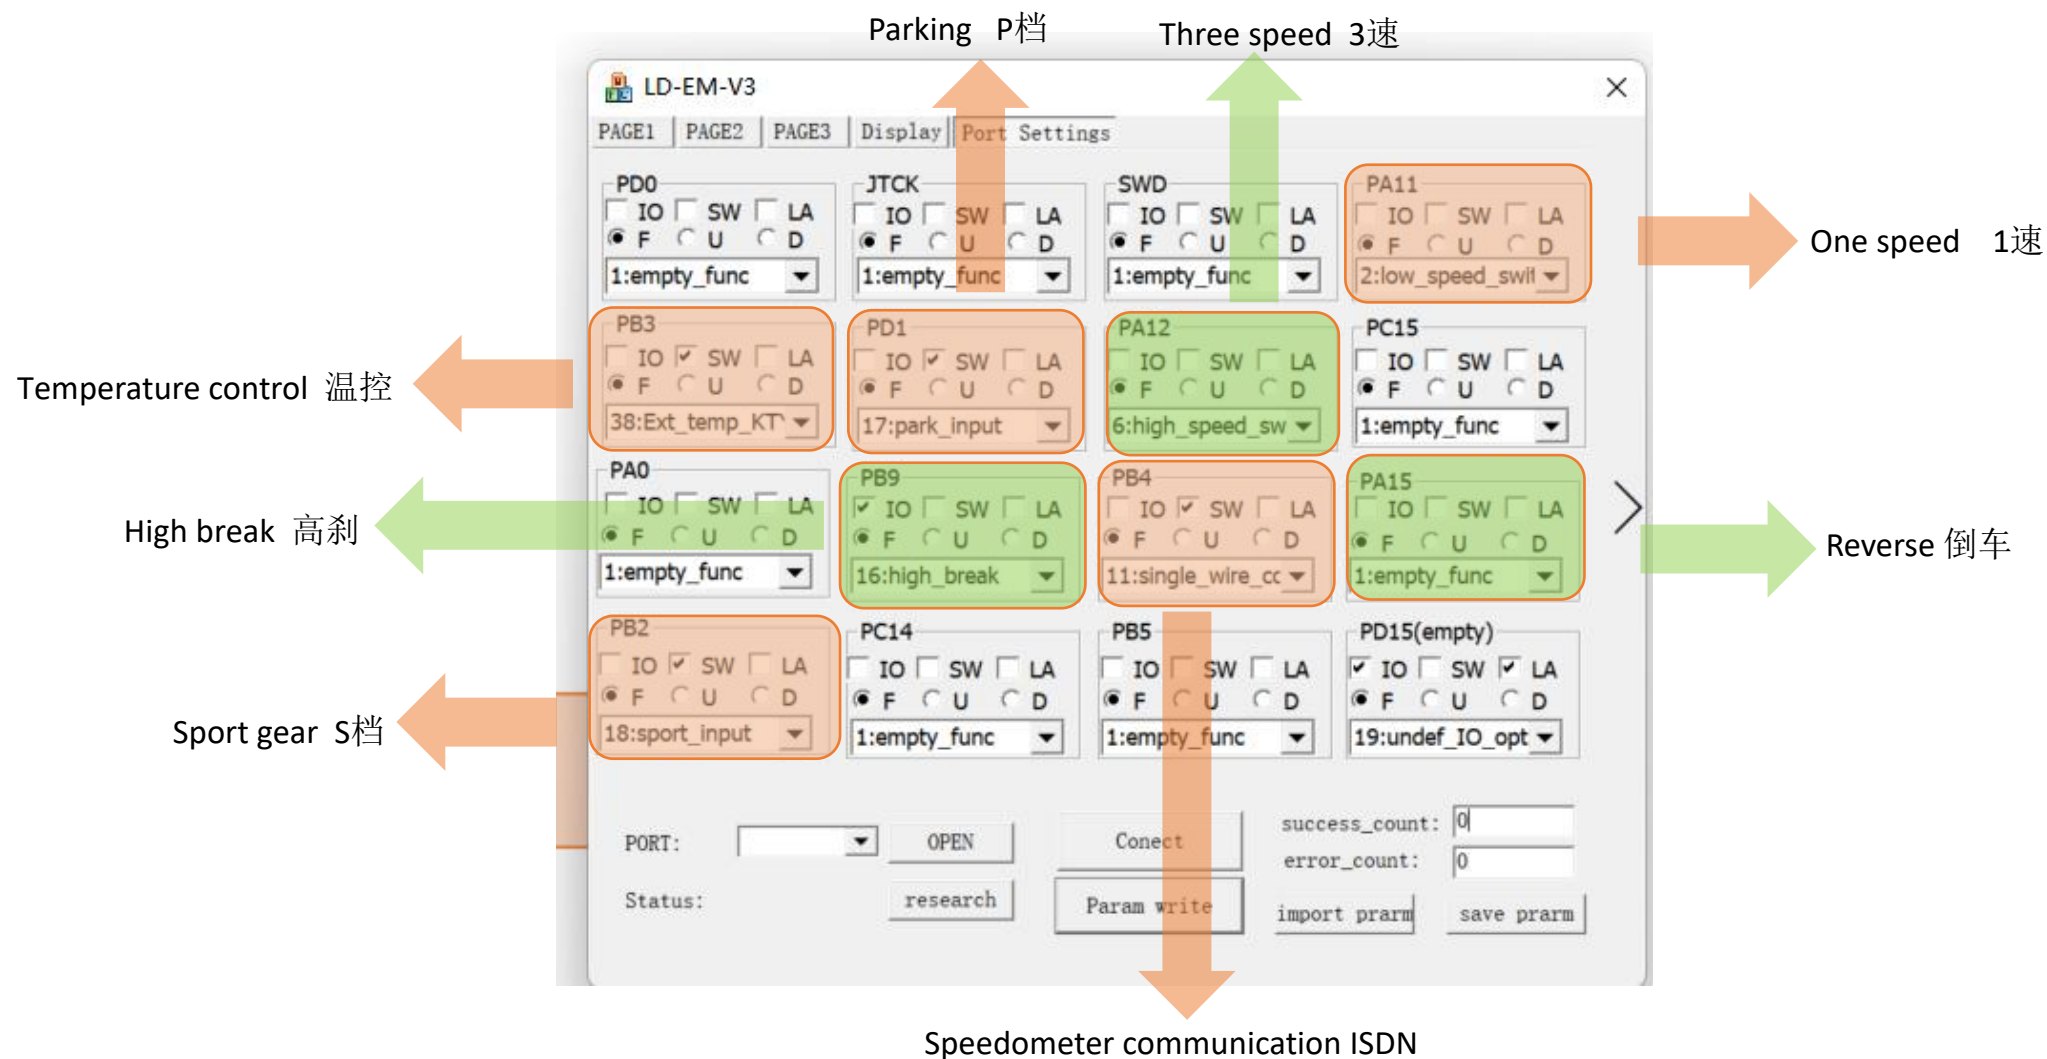 Parking P档
Three speed 3速
LD-EM-V3
PAGE1 PAGE2 PAGE3 Display Port Settings
PD0 JTCK SWD PA11
IO SW LA IO SW LA IO SW LA IO SW LA
F U D F U D F U D F U D
1:empty_func 1:empty_func 1:empty_func 2:low_speed_swit
One speed 1速
PB3 PD1 PA12 PC15
IO SW LA IO SW LA IO SW LA IO SW LA
F U D F U D F U D F U D
38:Ext_temp_KT 17:park_input 6:high_speed_sw 1:empty_func
Temperature control 温控
PA0 PB9 PB4 PA15
IO SW LA IO SW LA IO SW LA IO SW LA
F U D F U D F U D F U D
1:empty_func 16:high_break 11:single_wire_cc 1:empty_func
High break 高刹
Reverse 倒车
PB2 PC14 PB5 PD15(empty)
IO SW LA IO SW LA IO SW LA IO SW LA
F U D F U D F U D F U D
18:sport_input 1:empty_func 1:empty_func 19:undef_IO_opt
Sport gear S档
PORT: OPEN Conect success_count: 0
error_count: 0
Status: research Param write import prarm save prarm
Speedometer communication ISDN